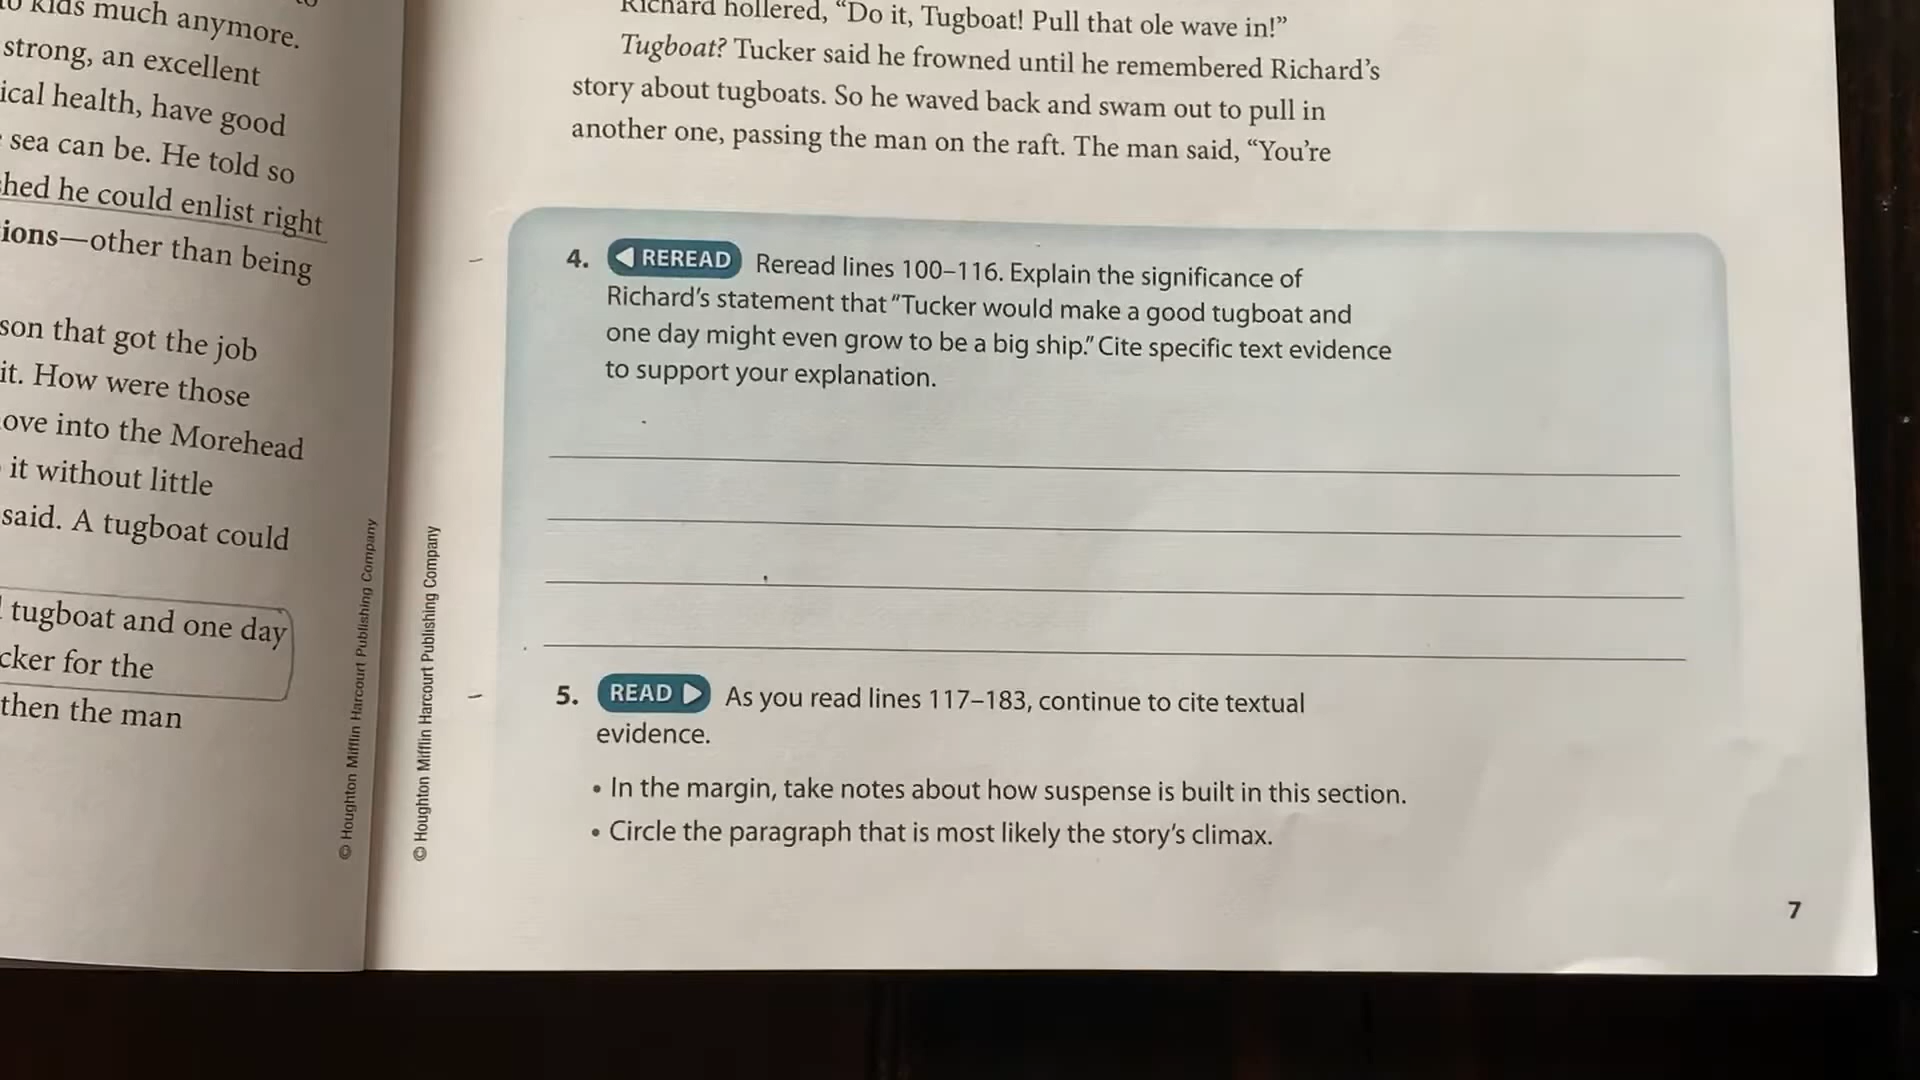 kids much anymore.
strong, an excellent
ical health, have good
sea can be. He told so
hed he could enlist right
ions—other than being
son that got the job
it. How were those
ove into the Morehead
it without little
said. A tugboat could
tugboat and one day
cker for the
then the man
© Houghton Mifflin Harcourt Publishing Company
Richard hollered, “Do it, Tugboat! Pull that ole wave in!”
Tugboat? Tucker said he frowned until he remembered Richard’s
story about tugboats. So he waved back and swam out to pull in
another one, passing the man on the raft. The man said, “You’re
4. REREAD Reread lines 100–116. Explain the significance of
Richard’s statement that “Tucker would make a good tugboat and
one day might even grow to be a big ship.” Cite specific text evidence
to support your explanation.
5. READ As you read lines 117–183, continue to cite textual
evidence.
• In the margin, take notes about how suspense is built in this section.
• Circle the paragraph that is most likely the story’s climax.
© Houghton Mifflin Harcourt Publishing Company
7